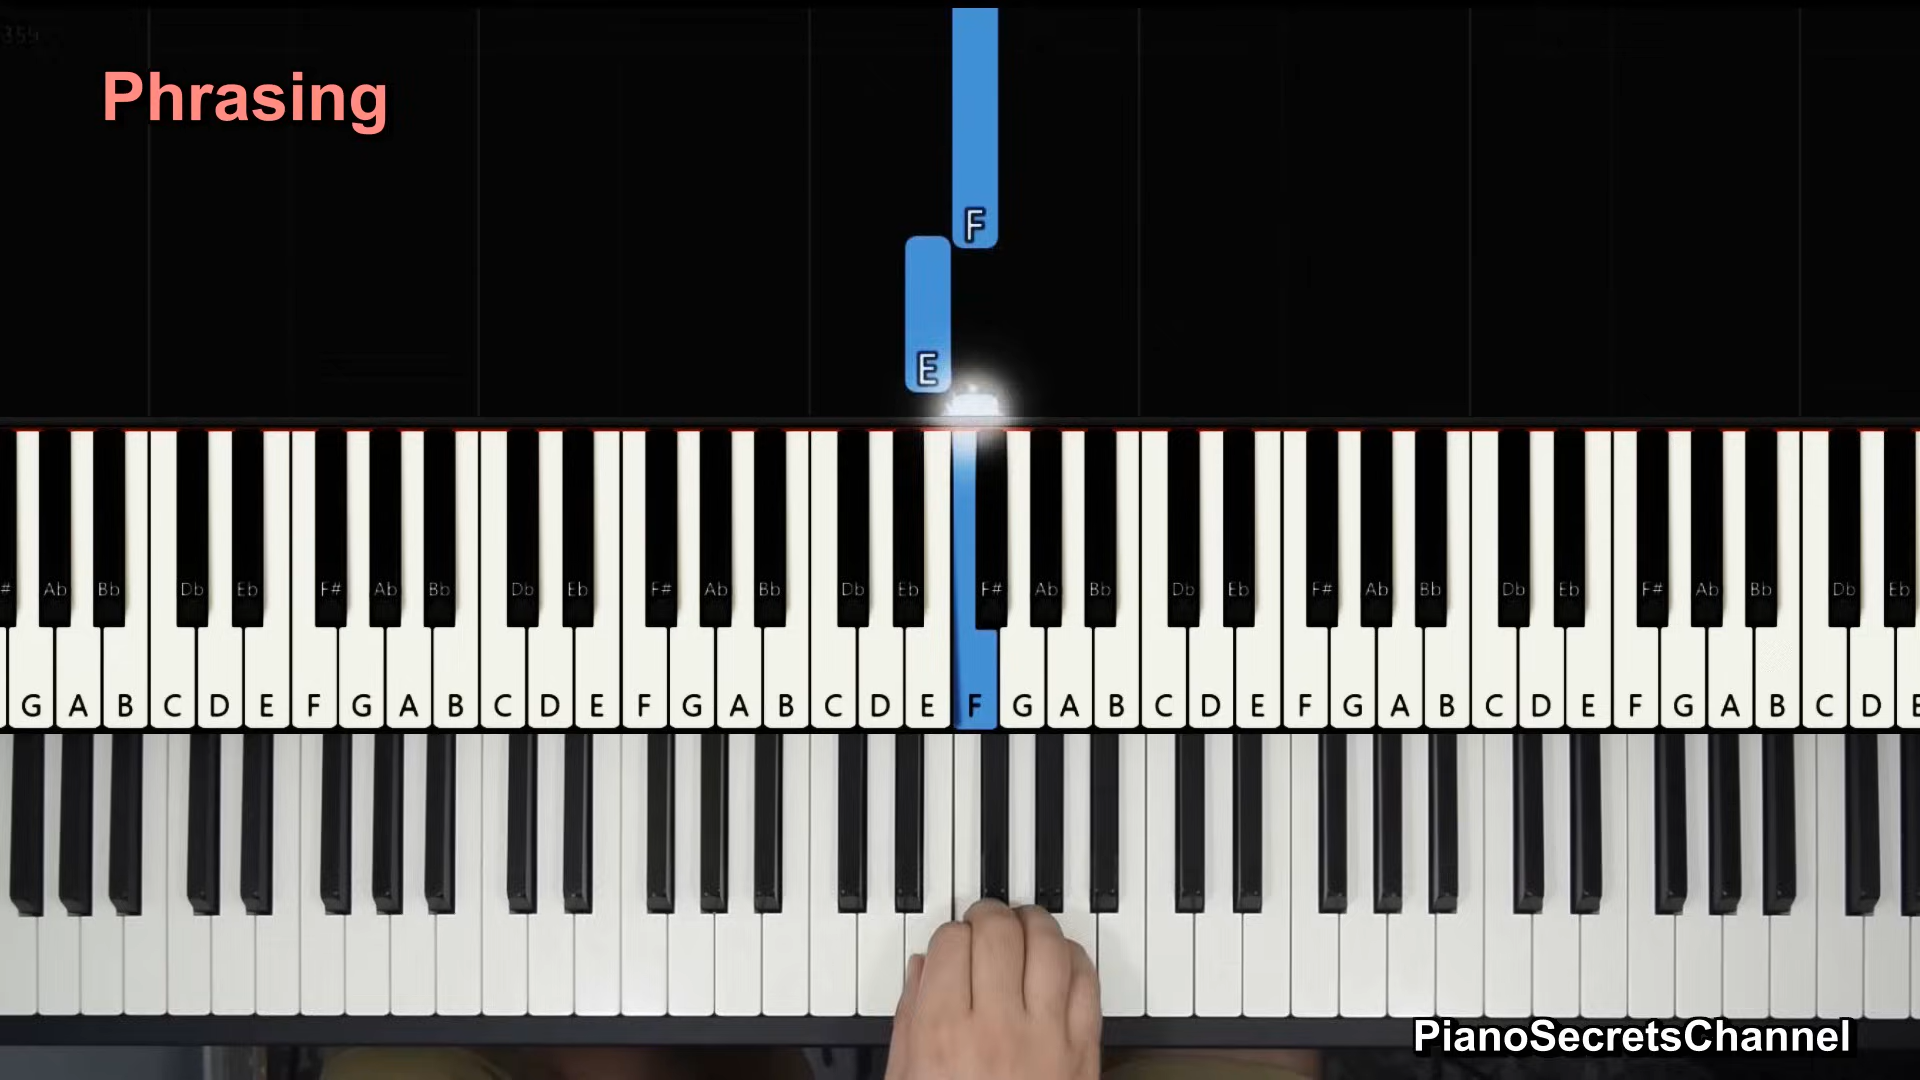 Phrasing
F
E
# Ab Bb Db Eb F# Ab Bb Db Eb F# Ab Bb Db Eb F# Ab Bb Db Eb F# Ab Bb Db Eb F# Ab Bb Db Eb
G A B C D E F G A B C D E F G A B C D E F G A B C D E F G A B C D E F G A B C D E
PianoSecretsChannel